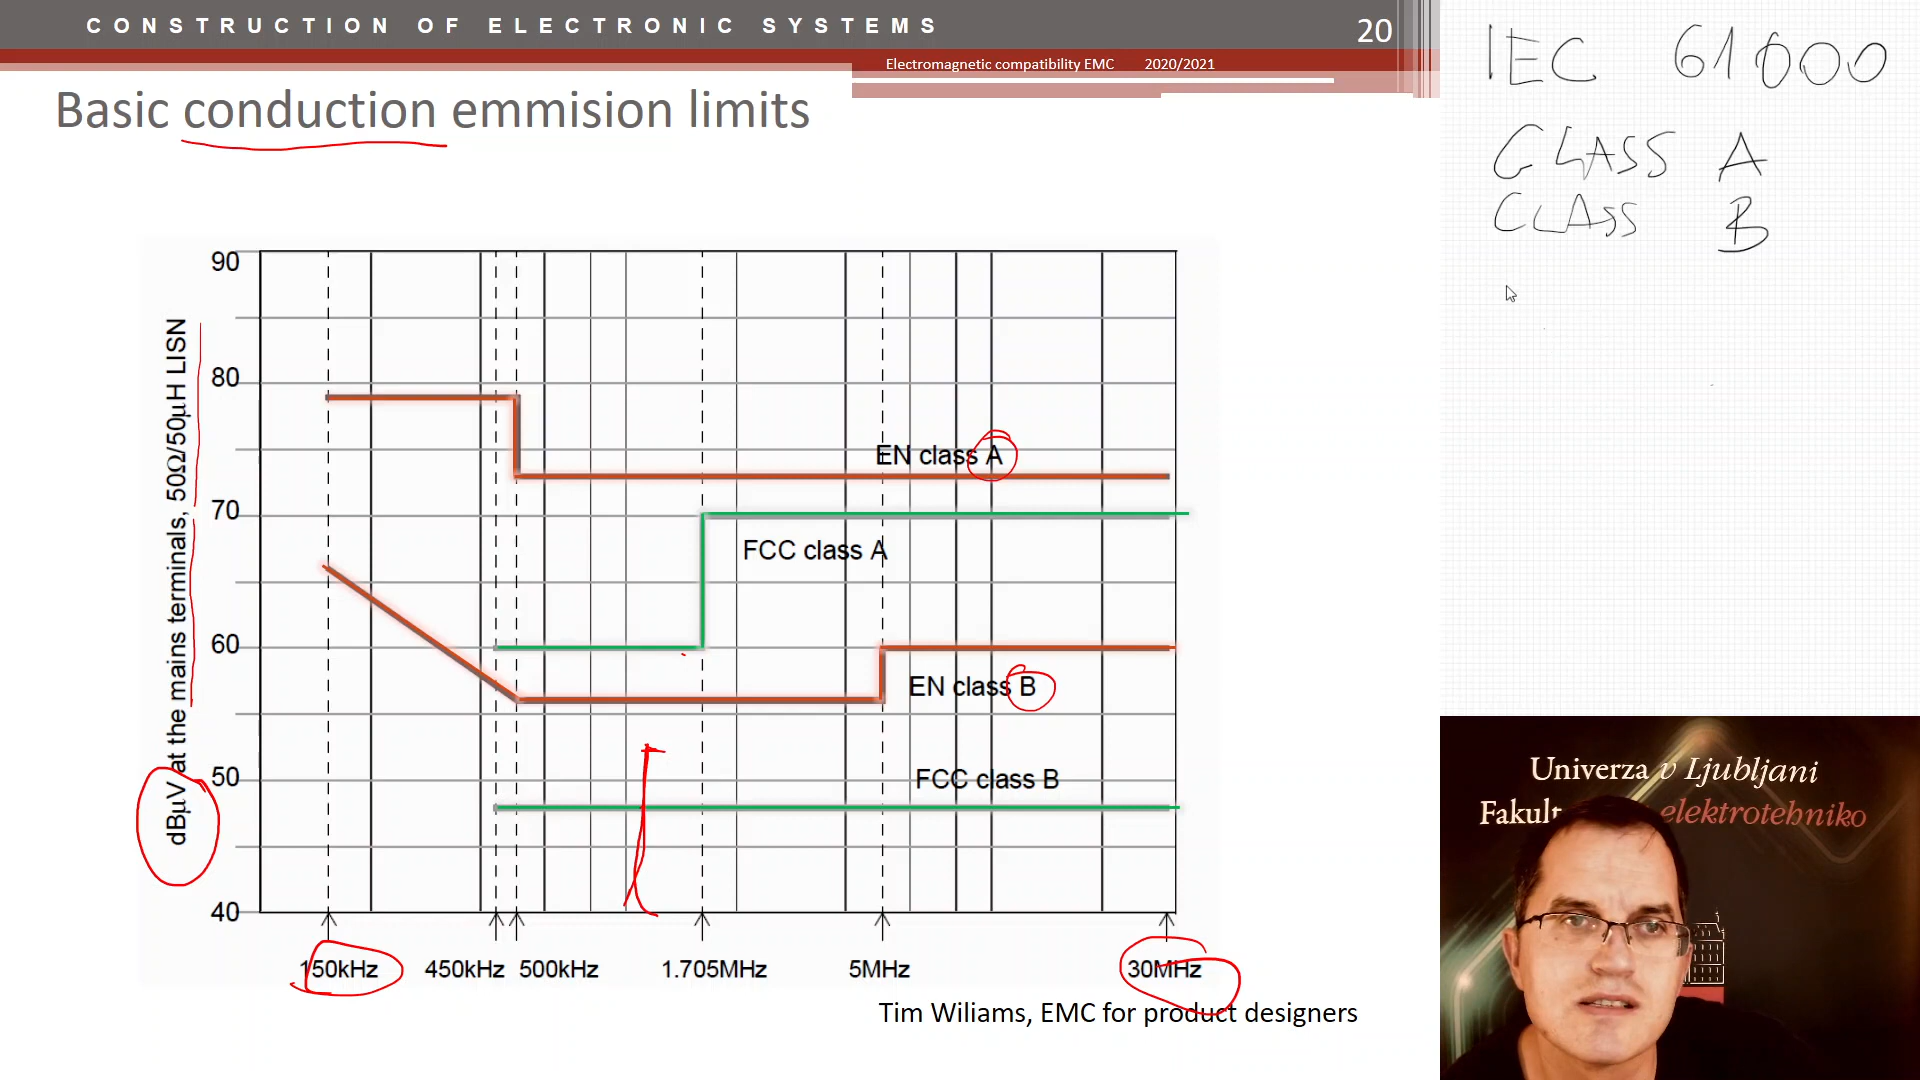 CONSTRUCTION OF ELECTRONIC SYSTEMS
20
Electromagnetic compatibility EMC 2020/2021
Basic conduction emmision limits
dBµV at the mains terminals, 50Ω/50µH LISN
90
80
70
60
50
40
EN class A
FCC class A
EN class B
FCC class B
150kHz 450kHz 500kHz 1.705MHz 5MHz 30MHz
Tim Wiliams, EMC for product designers
IEC 61000
CLASS A
CLASS B
Univerza v Ljubljani
Fakult elektrotehniko